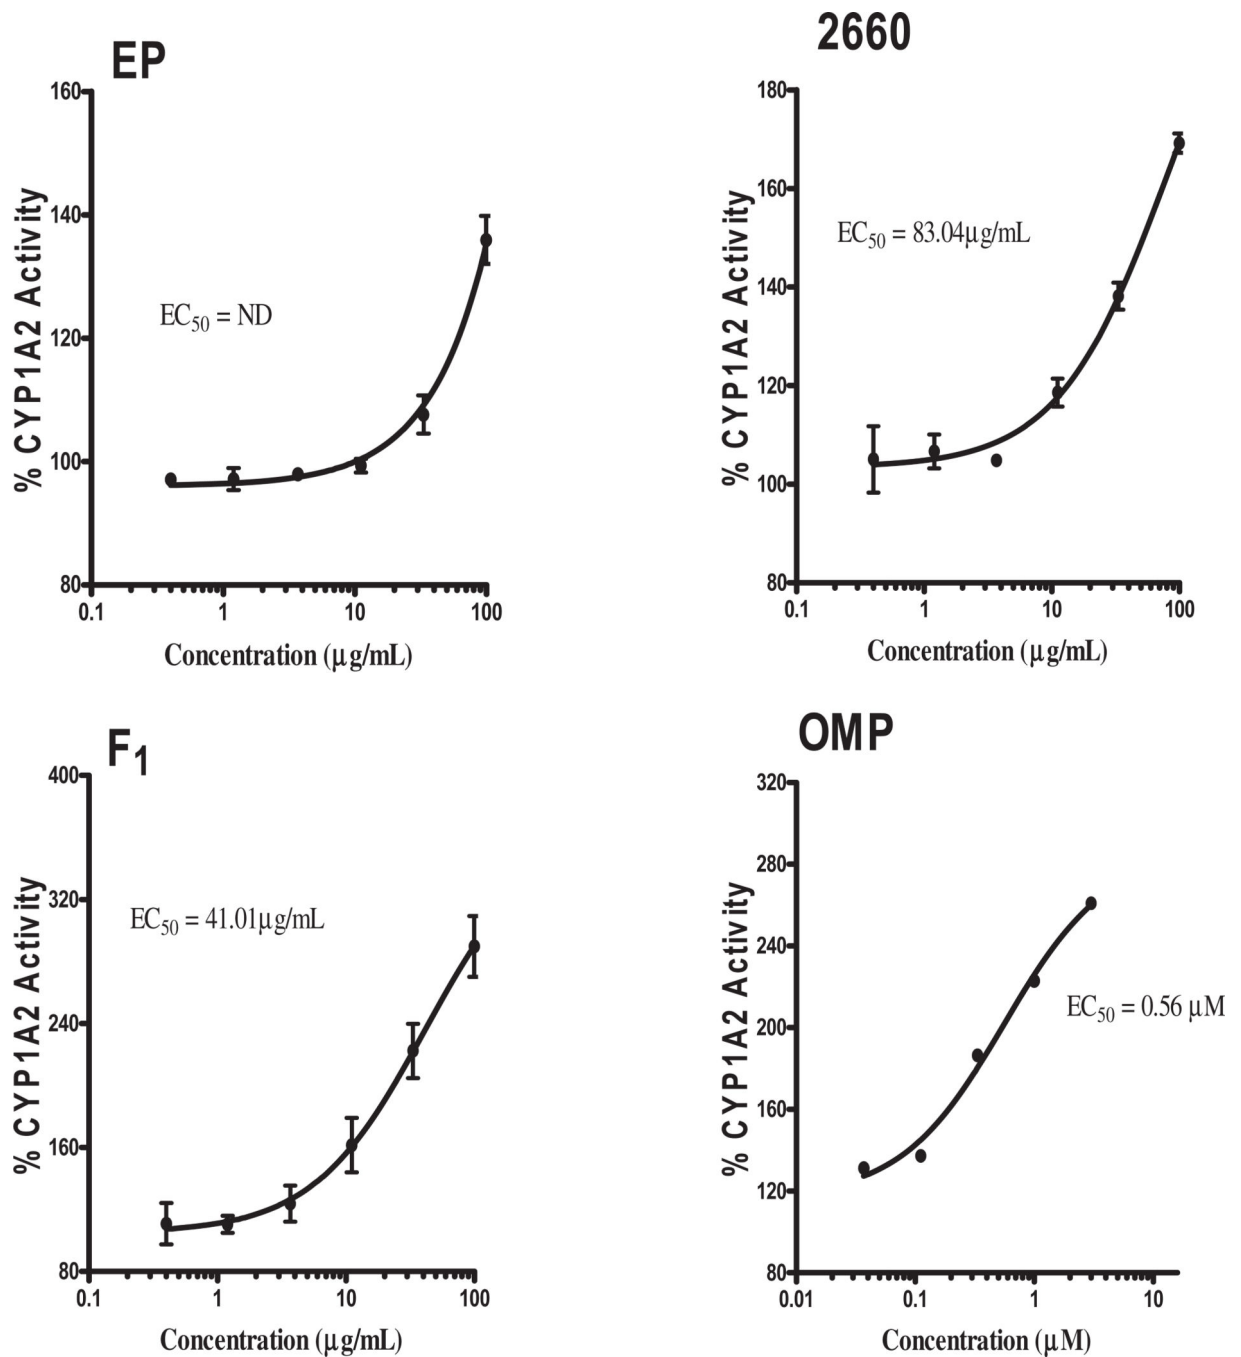 EP
160
140
120
100
80
% CYP1A2 Activity
EC50 = ND
0.1 1 10 100
Concentration (µg/mL)
2660
180
160
140
120
100
80
% CYP1A2 Activity
EC50 = 83.04µg/mL
0.1 1 10 100
Concentration (µg/mL)
F1
400
320
240
160
80
% CYP1A2 Activity
EC50 = 41.01µg/mL
0.1 1 10 100
Concentration (µg/mL)
OMP
320
280
240
200
160
120
80
% CYP1A2 Activity
EC50 = 0.56 µM
0.01 0.1 1 10
Concentration (µM)